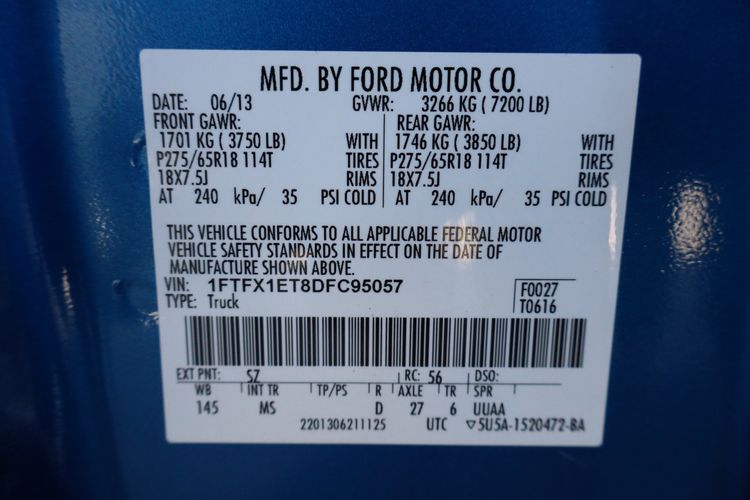 MFD. BY FORD MOTOR CO.
DATE: 06/13 GVWR: 3266 KG ( 7200 LB)
FRONT GAWR: REAR GAWR:
1701 KG ( 3750 LB) WITH 1746 KG ( 3850 LB) WITH
P275/65R18 114T TIRES P275/65R18 114T TIRES
18X7.5J RIMS 18X7.5J RIMS
AT 240 kPa/ 35 PSI COLD AT 240 kPa/ 35 PSI COLD
THIS VEHICLE CONFORMS TO ALL APPLICABLE FEDERAL MOTOR
VEHICLE SAFETY STANDARDS IN EFFECT ON THE DATE OF
MANUFACTURE SHOWN ABOVE.
VIN: 1FTFX1ET8DFC95057
TYPE: Truck
F0027
T0616
EXT PNT: SZ RC: 56 DSO:
WB INT TR TP/PS R AXLE TR SPR
145 MS D 27 6 UUAA
2201306211125 UTC ▽5U5A-1520472-BA